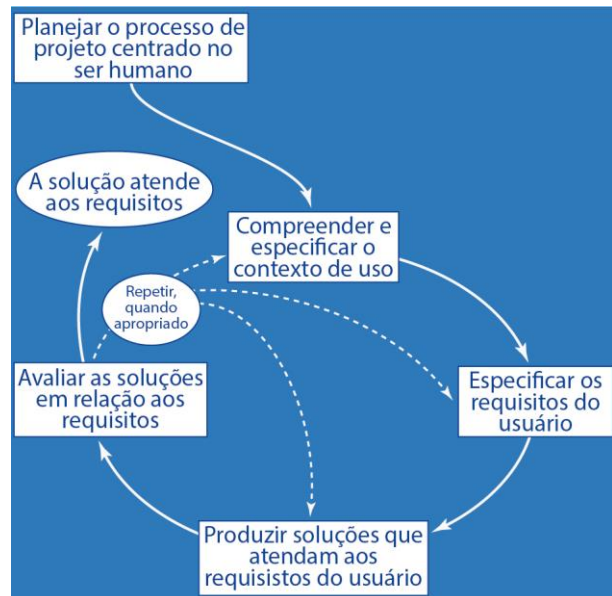 Planejar o processo de
projeto centrado no
ser humano
A solução atende
aos requisitos
Compreender e
especificar o
contexto de uso
Repetir,
quando
apropriado
Avaliar as soluções
em relação aos
requisitos
Especificar os
requisitos do
usuário
Produzir soluções que
atendam aos
requisistos do usuário